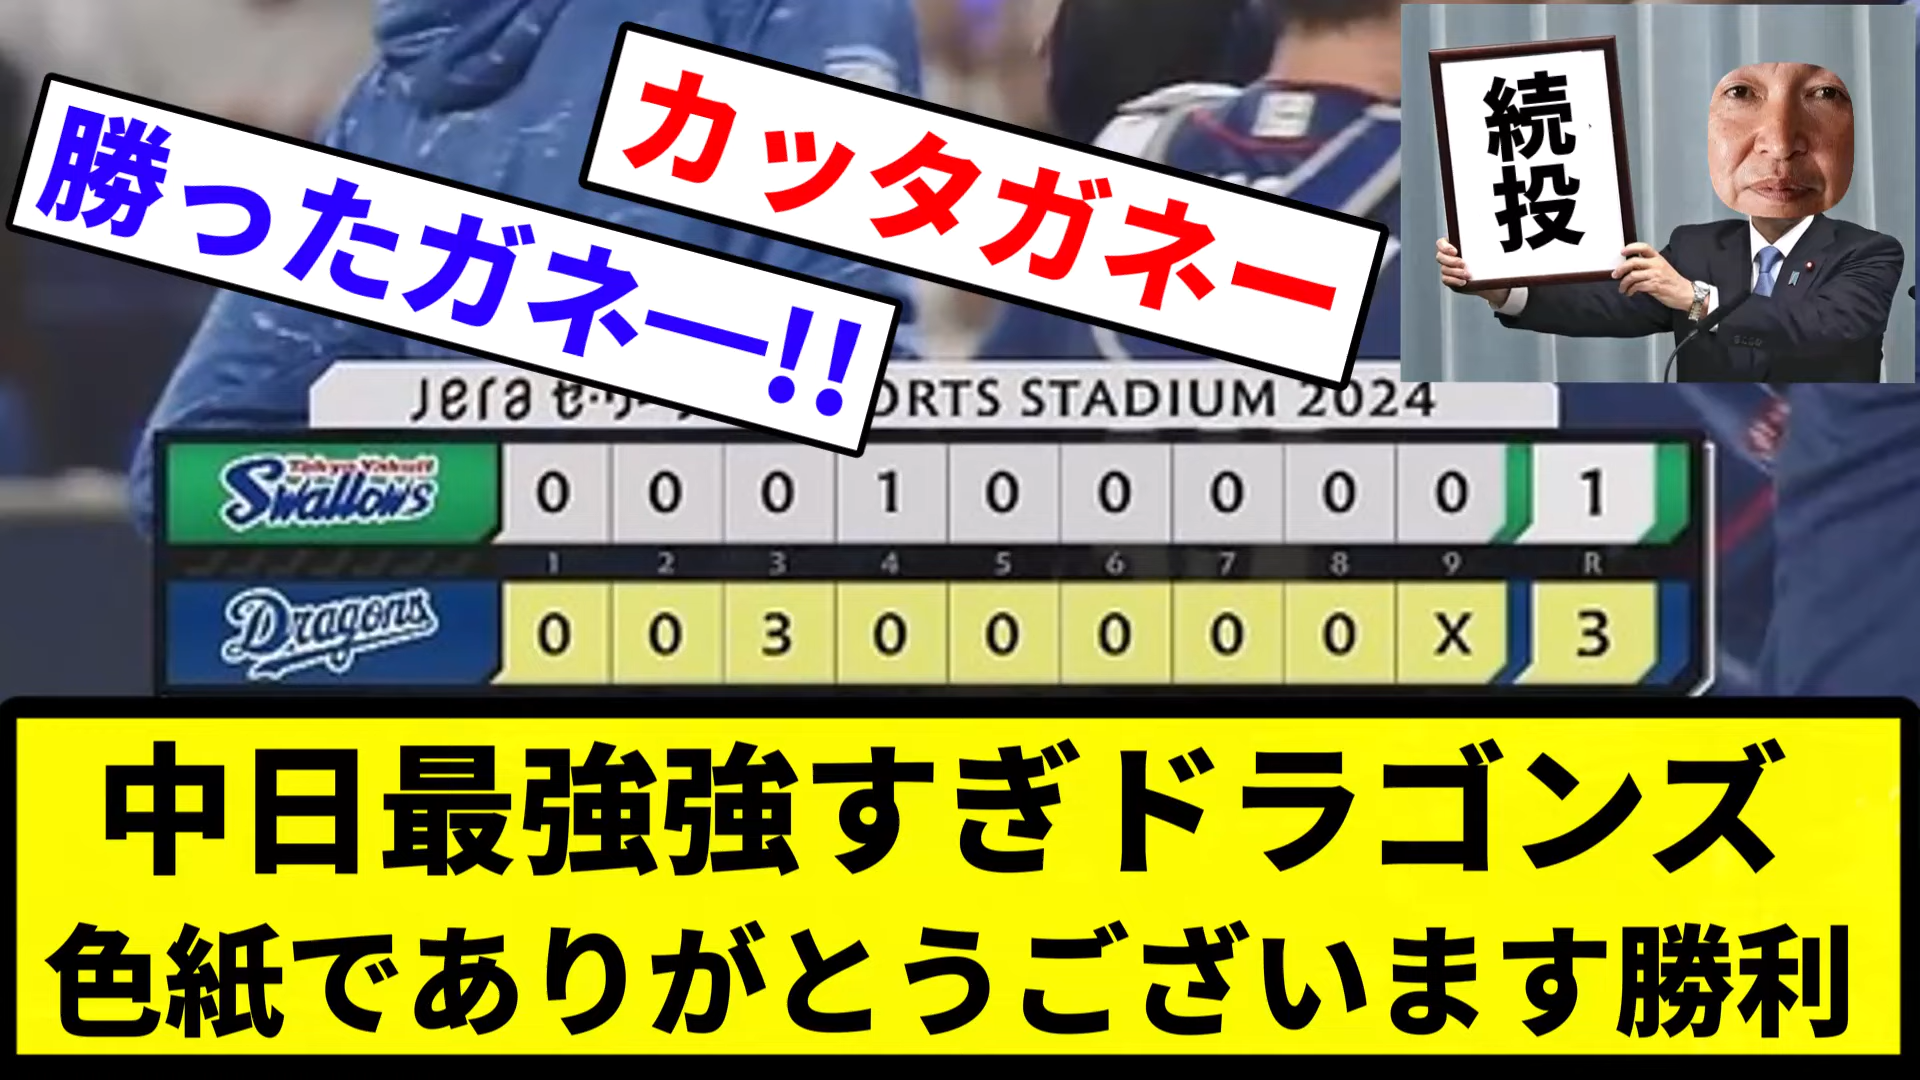 勝ったガネー!!
カッタガネー
続投
Jera セ・リーグ
ORTS STADIUM 2024
Tokyo Yakult
Swallows
0 0 0 1 0 0 0 0 0 1
1 2 3 4 5 6 7 8 9 R
Dragons
0 0 3 0 0 0 0 0 X 3
中日最強強すぎドラゴンズ
色紙でありがとうございます勝利